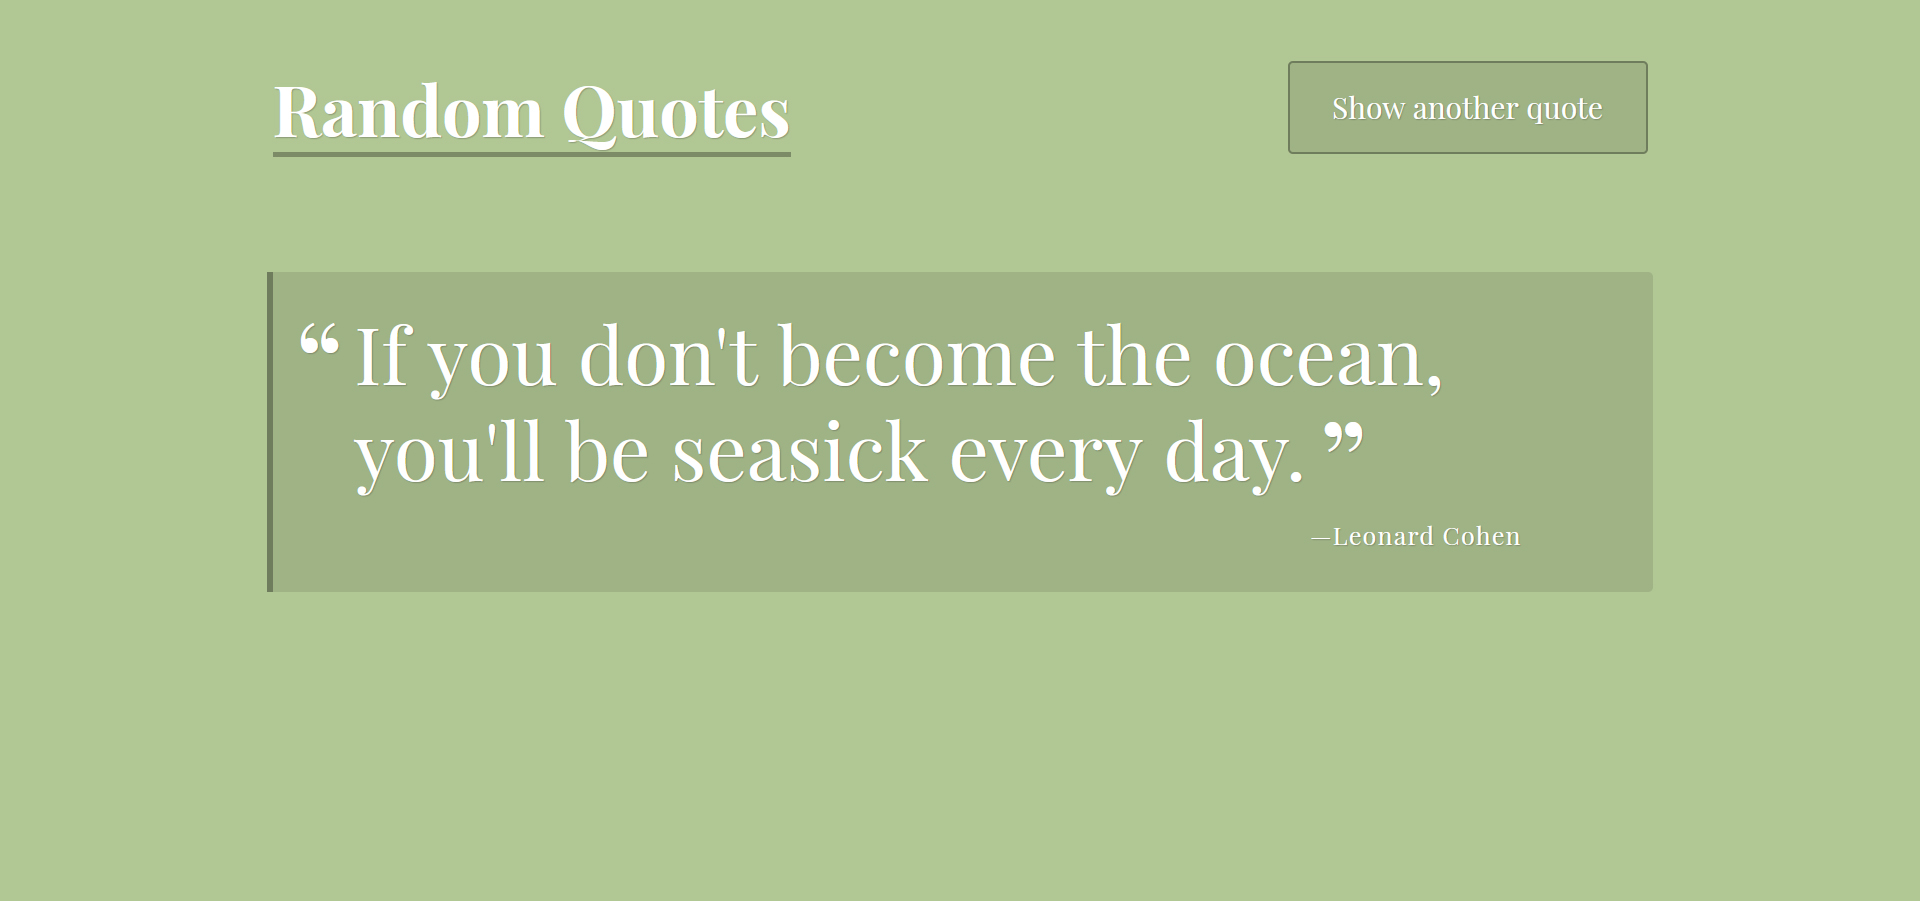 Random Quotes
Show another quote
“ If you don't become the ocean,
you'll be seasick every day. ”
—Leonard Cohen